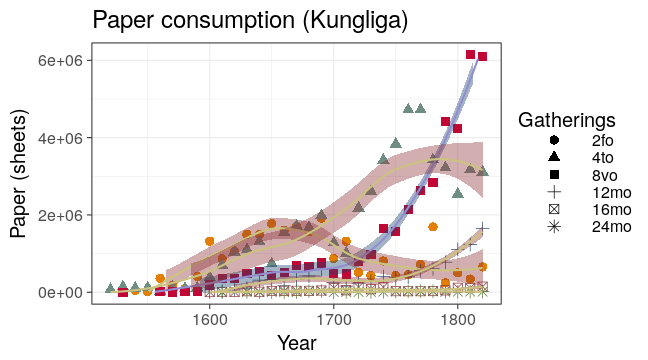 Paper consumption (Kungliga)
6e+06
4e+06
2e+06
0e+00
Paper (sheets)
1600
1700
1800
Year
Gatherings
2fo
4to
8vo
12mo
16mo
24mo